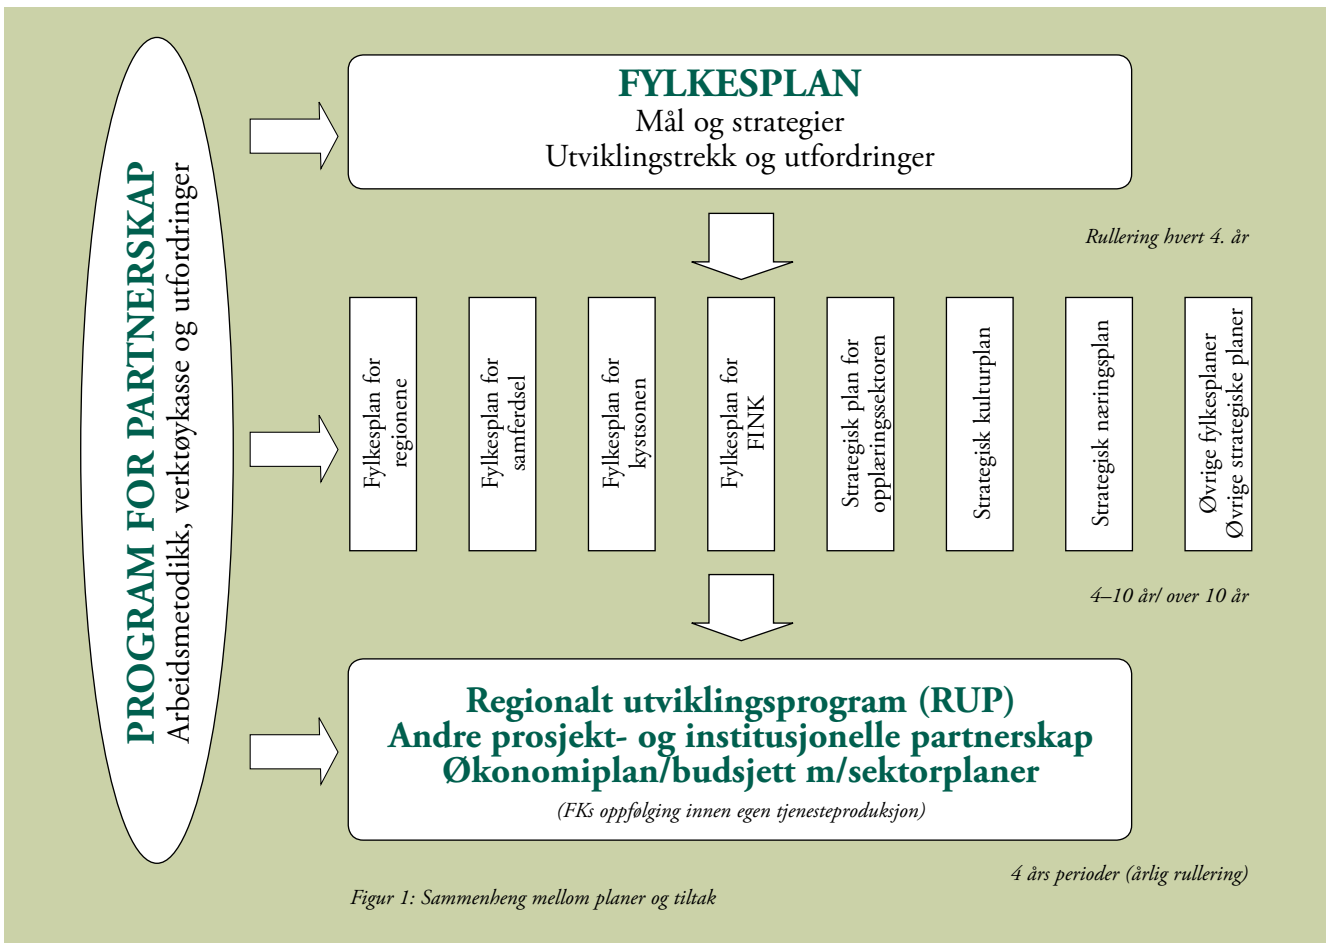 PROGRAM FOR PARTNERSKAP
Arbeidsmetodikk, verktøykasse og utfordringer
FYLKESPLAN
Mål og strategier
Utviklingstrekk og utfordringer
Rullering hvert 4. år
Fylkesplan for
regionene
Fylkesplan for
samferdsel
Fylkesplan for
kystsonen
Fylkesplan for
FINK
Strategisk plan for
opplæringssektoren
Strategisk kulturplan
Strategisk næringsplan
Øvrige fylkesplaner
Øvrige strategiske planer
4–10 år/ over 10 år
Regionalt utviklingsprogram (RUP)
Andre prosjekt- og institusjonelle partnerskap
Økonomiplan/budsjett m/sektorplaner
(FKs oppfølging innen egen tjenesteproduksjon)
4 års perioder (årlig rullering)
Figur 1: Sammenheng mellom planer og tiltak